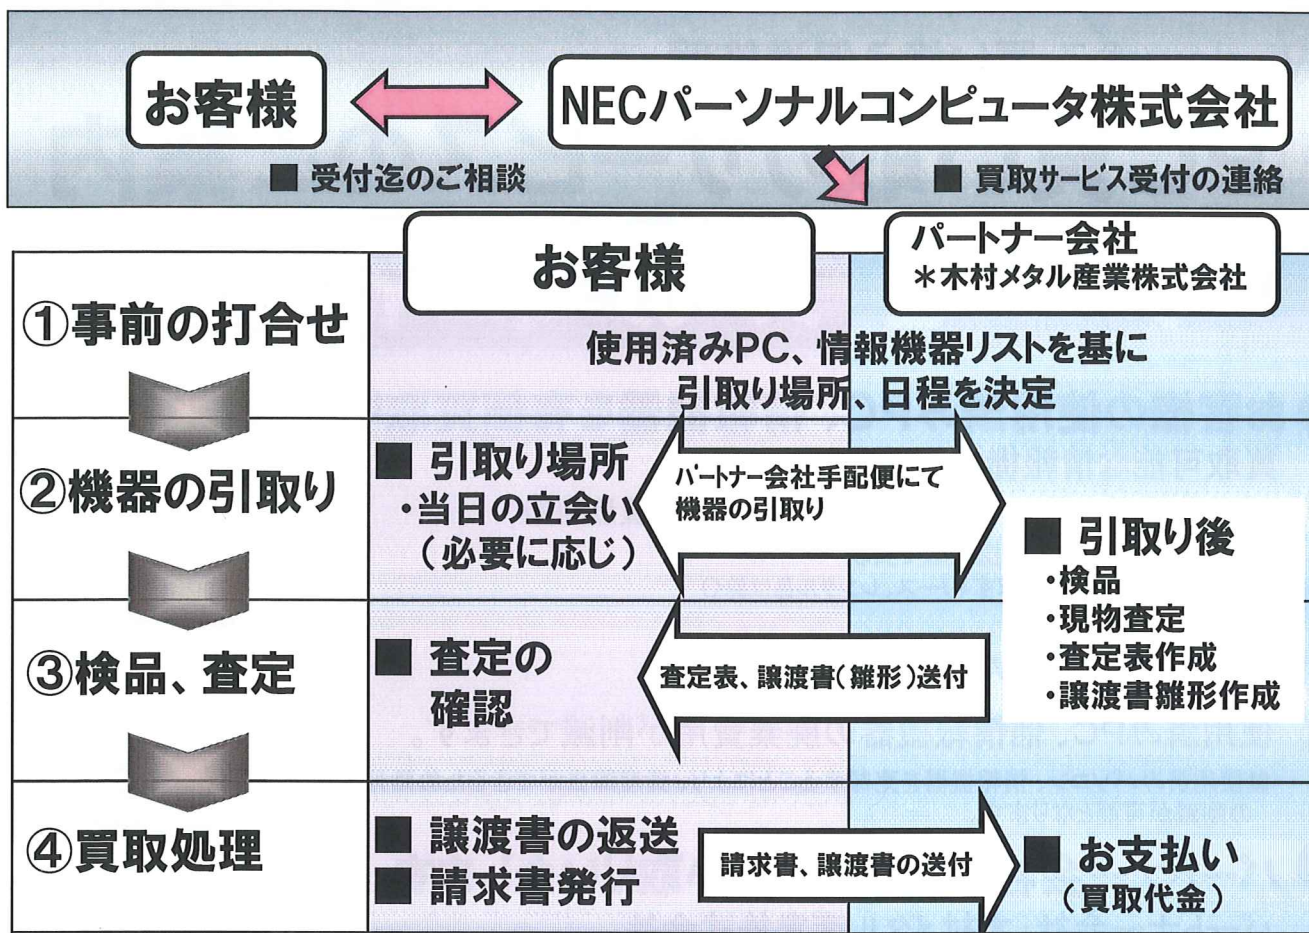 お客様
NECパーソナルコンピュータ株式会社
■ 受付迄のご相談
■ 買取サービス受付の連絡
お客様
パートナー会社
＊木村メタル産業株式会社
①事前の打合せ
使用済みPC、情報機器リストを基に
引取り場所、日程を決定
②機器の引取り
■ 引取り場所
・当日の立会い
（必要に応じ）
パートナー会社手配便にて
機器の引取り
■ 引取り後
・検品
・現物査定
・査定表作成
・譲渡書雛形作成
③検品、査定
■ 査定の
確認
査定表、譲渡書（雛形）送付
④買取処理
■ 譲渡書の返送
■ 請求書発行
請求書、譲渡書の送付
■ お支払い
（買取代金）